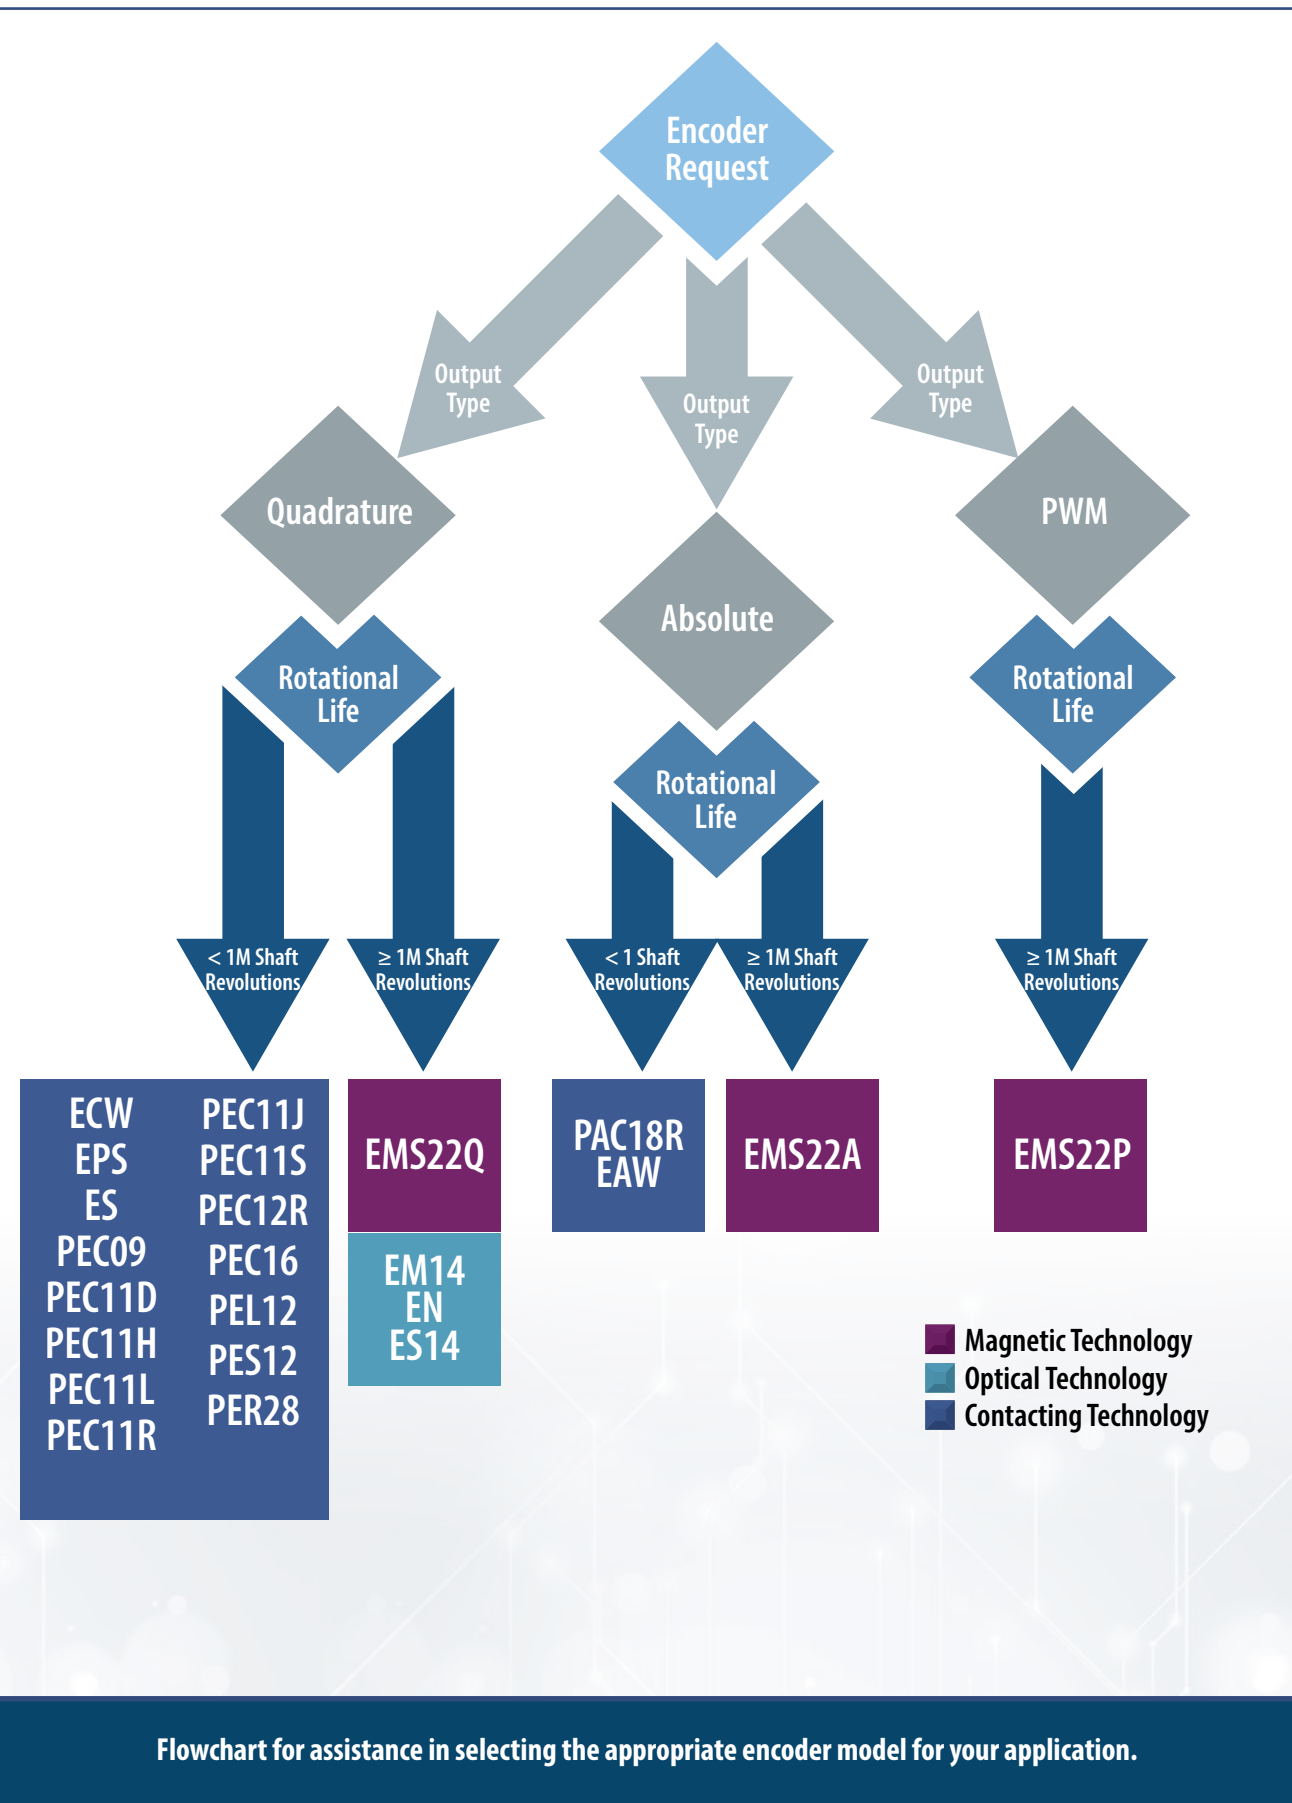 Encoder
Request
Output
Type
Output
Type
Output
Type
Quadrature
Absolute
PWM
Rotational
Life
Rotational
Life
Rotational
Life
< 1M Shaft
Revolutions
≥ 1M Shaft
Revolutions
< 1 Shaft
Revolutions
≥ 1M Shaft
Revolutions
≥ 1M Shaft
Revolutions
ECW
EPS
ES
PEC09
PEC11D
PEC11H
PEC11L
PEC11R
PEC11J
PEC11S
PEC12R
PEC16
PEL12
PES12
PER28
EMS22Q
EM14
EN
ES14
PAC18R
EAW
EMS22A
EMS22P
Magnetic Technology
Optical Technology
Contacting Technology
Flowchart for assistance in selecting the appropriate encoder model for your application.